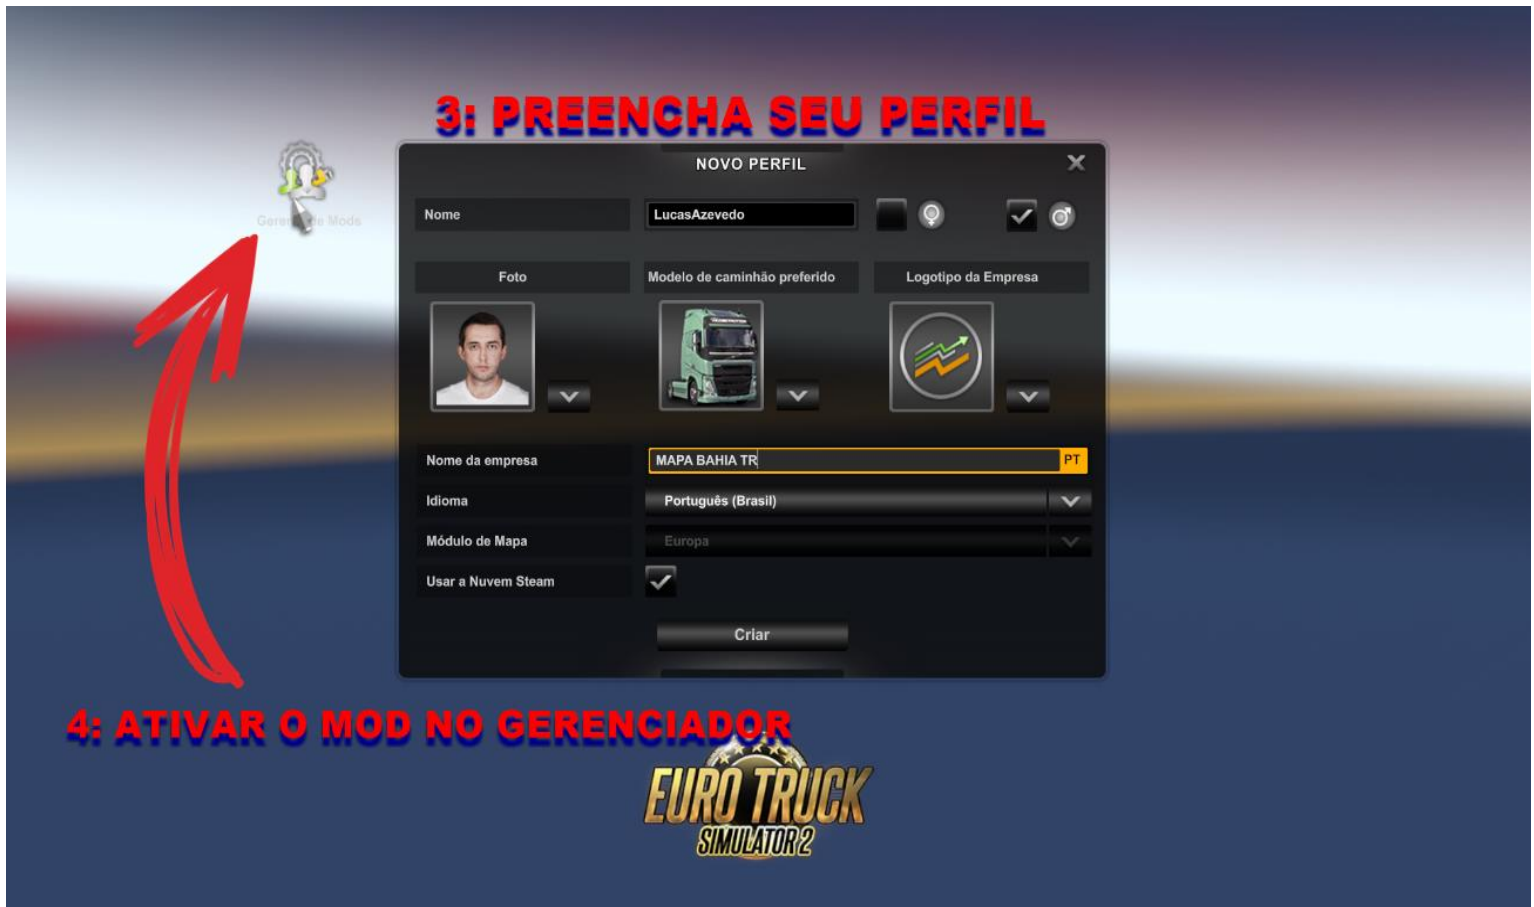 3: PREENCHA SEU PERFIL
NOVO PERFIL
Nome
LucasAzevedo
Foto
Modelo de caminhão preferido
Logotipo da Empresa
Nome da empresa
MAPA BAHIA TR
PT
Idioma
Português (Brasil)
Módulo de Mapa
Europa
Usar a Nuvem Steam
Criar
de Mods
4: ATIVAR O MOD NO GERENCIADOR
EURO TRUCK
SIMULATOR 2